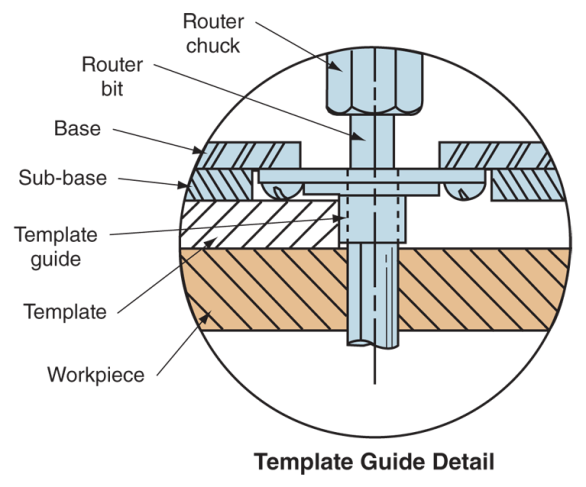 Router
chuck
Router
bit
Base
Sub-base
Template
guide
Template
Workpiece
Template Guide Detail